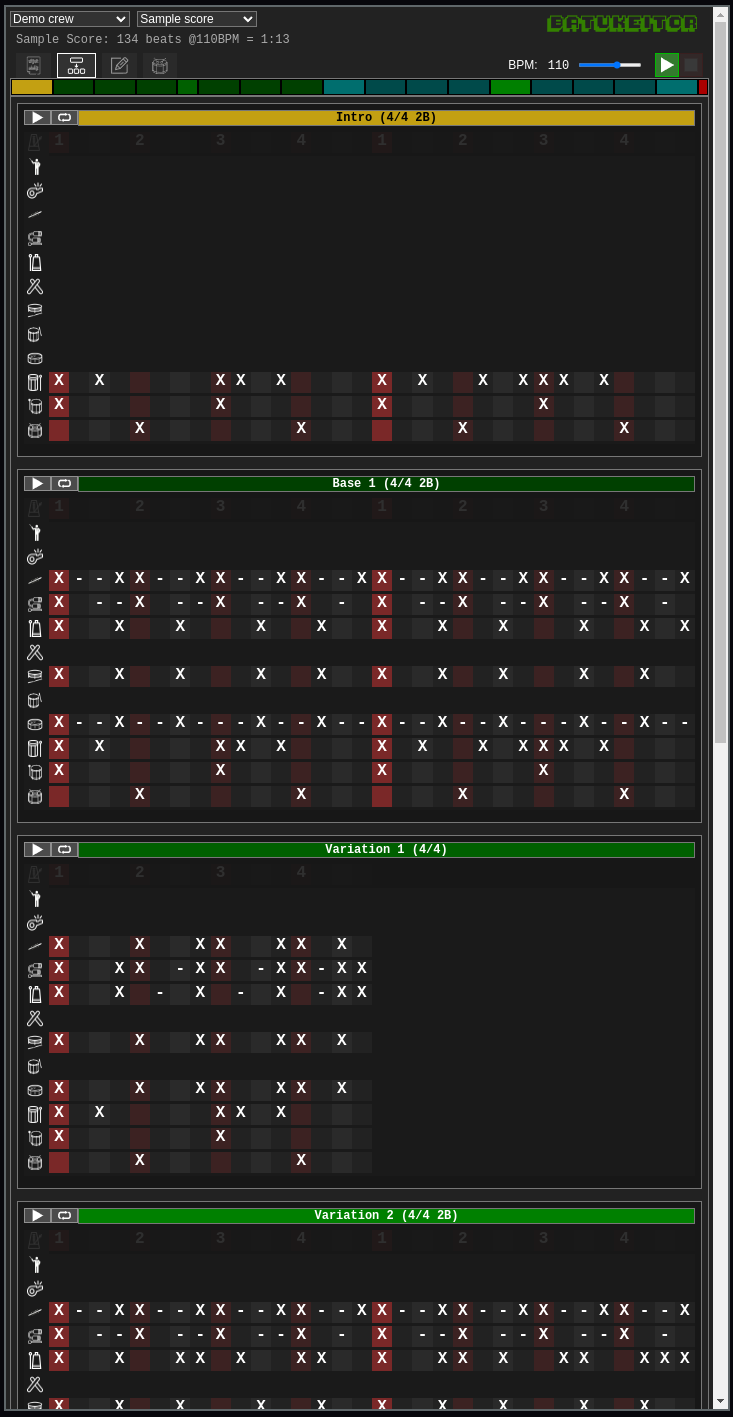 Demo crew Sample score BATUKEITOR
Sample Score: 134 beats @110BPM = 1:13
BPM: 110
Intro (4/4 2B)
1 2 3 4 1 2 3 4
X X X X X X X X X X X X
X X X X
X X X X
Base 1 (4/4 2B)
1 2 3 4 1 2 3 4
X - - X X - - X X - - X X - - X X - - X X - - X X - - X X - - X
X - - X - - X - - X - X - - X - - X - - X -
X X X X X X X X X X X
X X X X X X X X X X
X - - X - - X - - - X - - X - - X - - X - - X - - - X - - X - -
X X X X X X X X X X X X
X X X X
X X X X
Variation 1 (4/4)
1 2 3 4
X X X X X X X
X X X - X X - X X - X X
X X - X - X - X X
X X X X X X X
X X X X X X X
X X X X X
X X
X X
Variation 2 (4/4 2B)
1 2 3 4 1 2 3 4
X - - X X - - X X - - X X - - X X - - X X - - X X - - X X - - X
X - - X - - X - - X - X - - X - - X - - X -
X X X X X X X X X X X X X X X X
X X X X X X X X X X